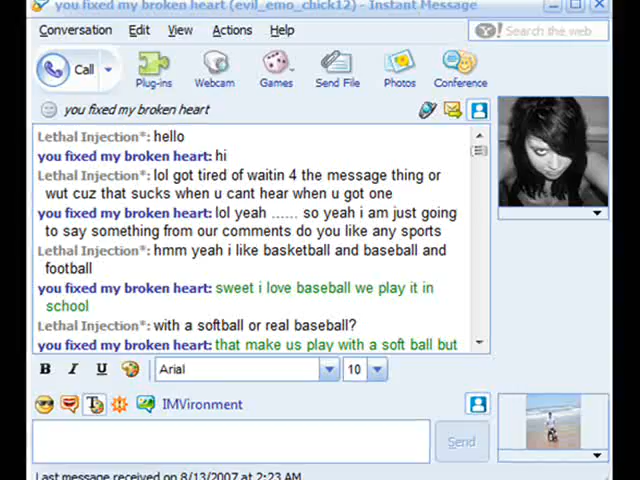 you fixed my broken heart (evil_emo_chick12) - Instant Message
Conversation Edit View Actions Help
Y! Search the web
Call Plug-ins Webcam Games Send File Photos Conference
you fixed my broken heart
Lethal Injection*: hello
you fixed my broken heart: hi
Lethal Injection*: lol got tired of waitin 4 the message thing or
wut cuz that sucks when u cant hear when u got one
you fixed my broken heart: lol yeah ...... so yeah i am just going
to say something from our comments do you like any sports
Lethal Injection*: hmm yeah i like basketball and baseball and
football
you fixed my broken heart: sweet i love baseball we play it in
school
Lethal Injection*: with a softball or real baseball?
you fixed my broken heart: that make us play with a soft ball but
B I U Arial 10
IMVironment
Send
Last message received on 8/13/2007 at 2:23 AM